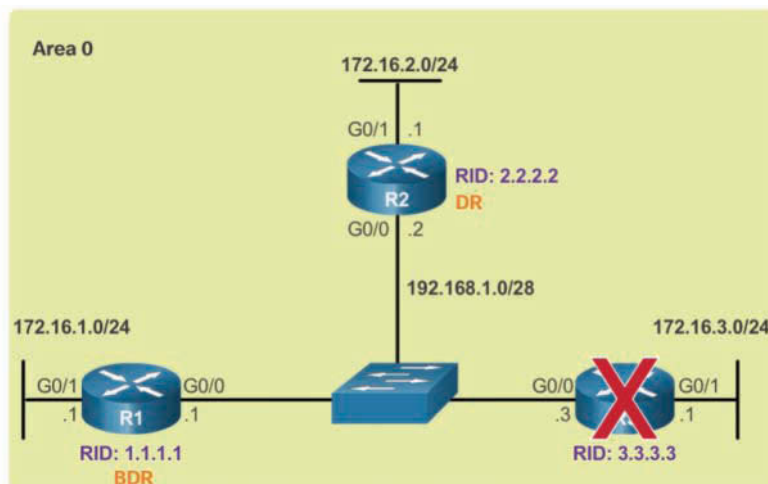 Area 0
172.16.2.0/24
G0/1 .1
R2
RID: 2.2.2.2
DR
G0/0 .2
192.168.1.0/28
172.16.1.0/24
172.16.3.0/24
G0/1 G0/0
G0/0 G0/1
.1 R1 .1
.3 .1
RID: 1.1.1.1
RID: 3.3.3.3
BDR